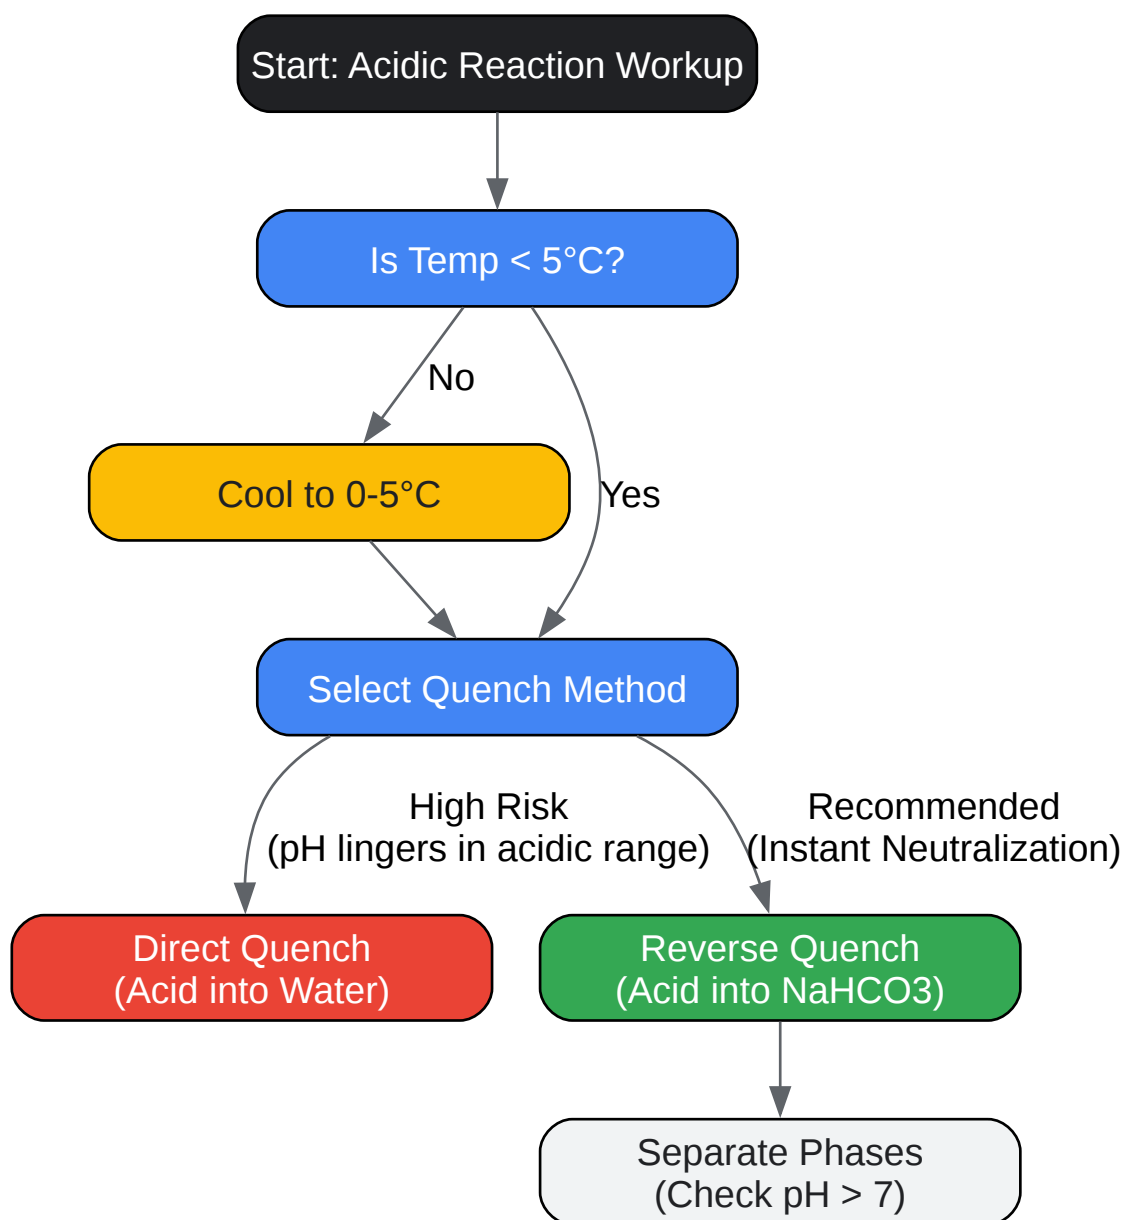 Start: Acidic Reaction Workup
Is Temp < 5°C?
No
Cool to 0-5°C
Yes
Select Quench Method
High Risk
(pH lingers in acidic range)
Recommended
(Instant Neutralization)
Direct Quench
(Acid into Water)
Reverse Quench
(Acid into NaHCO3)
Separate Phases
(Check pH > 7)